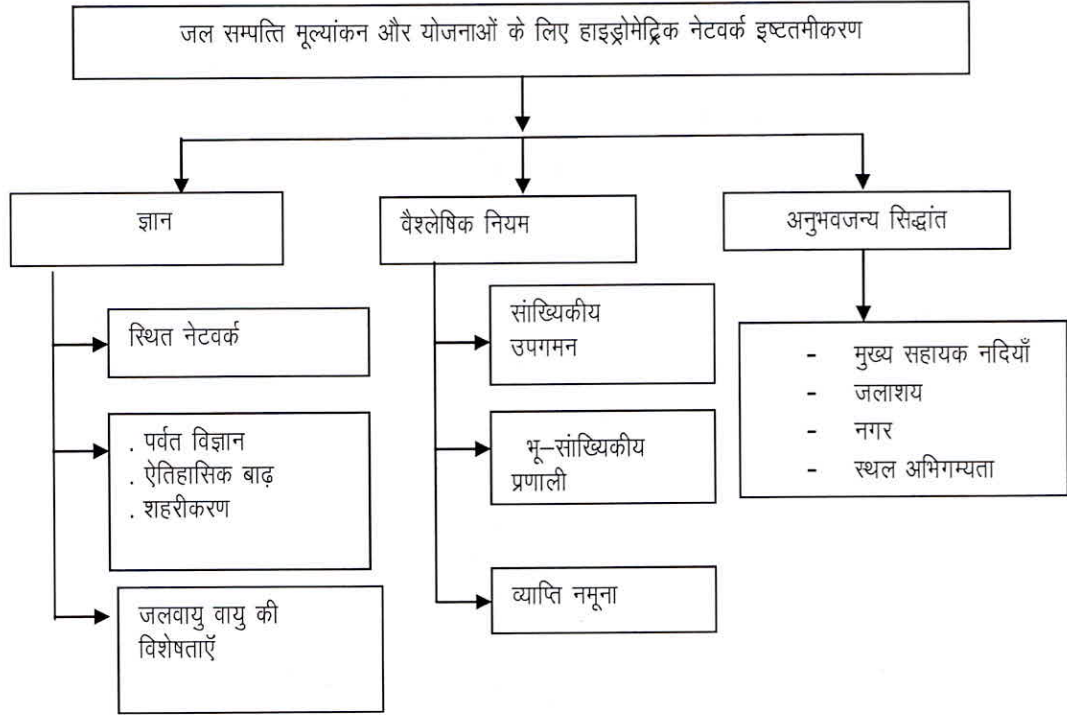 जल सम्पत्ति मूल्यांकन और योजनाओं के लिए हाइड्रोमेट्रिक नेटवर्क इष्टतमीकरण
ज्ञान
वैश्लेषिक नियम
अनुभवजन्य सिद्धांत
स्थित नेटवर्क
. पर्वत विज्ञान
. ऐतिहासिक बाढ़
. शहरीकरण
जलवायु वायु की
विशेषताऍ
सांख्यिकीय
उपगमन
भू–सांख्यिकीय
प्रणाली
व्याप्ति नमूना
- मुख्य सहायक नदियाँ
- जलाशय
- नगर
- स्थल अभिगम्यता